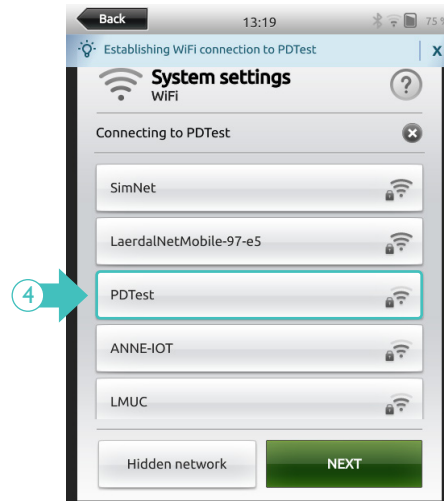 Back
13:19
75 %
Establishing WiFi connection to PDTest
X
System settings
WiFi
?
Connecting to PDTest
SimNet
LaerdalNetMobile-97-e5
4
PDTest
ANNE-IOT
LMUC
Hidden network
NEXT